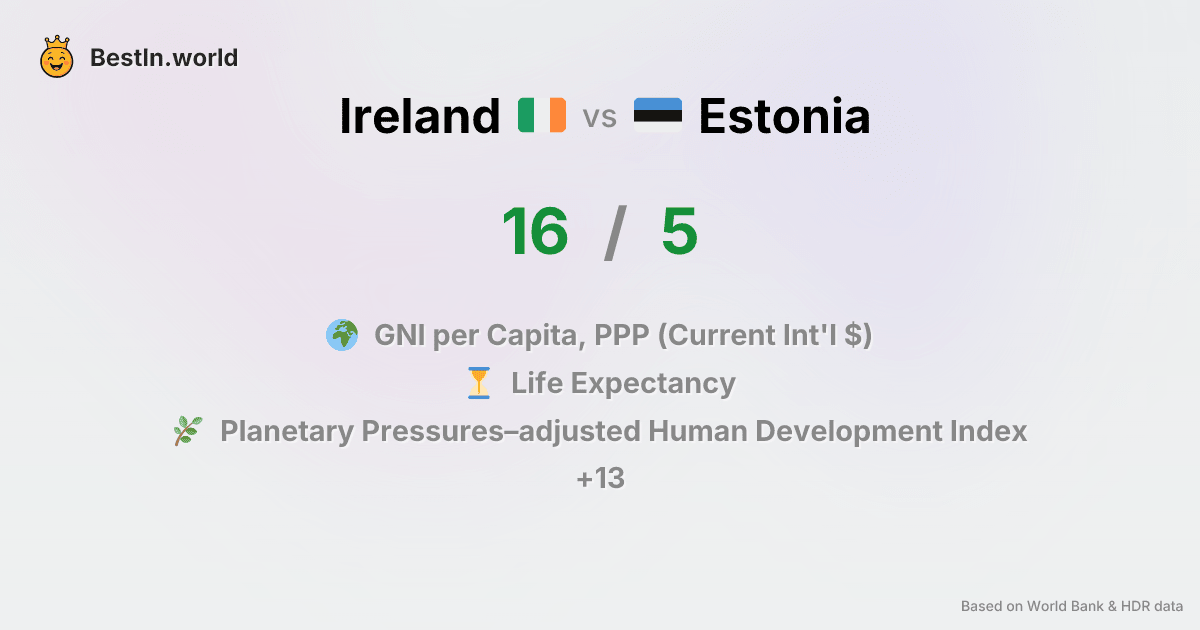 BestIn.world
Ireland vs Estonia
16 / 5
GNI per Capita, PPP (Current Int'l $)
Life Expectancy
Planetary Pressures–adjusted Human Development Index
+13
Based on World Bank & HDR data